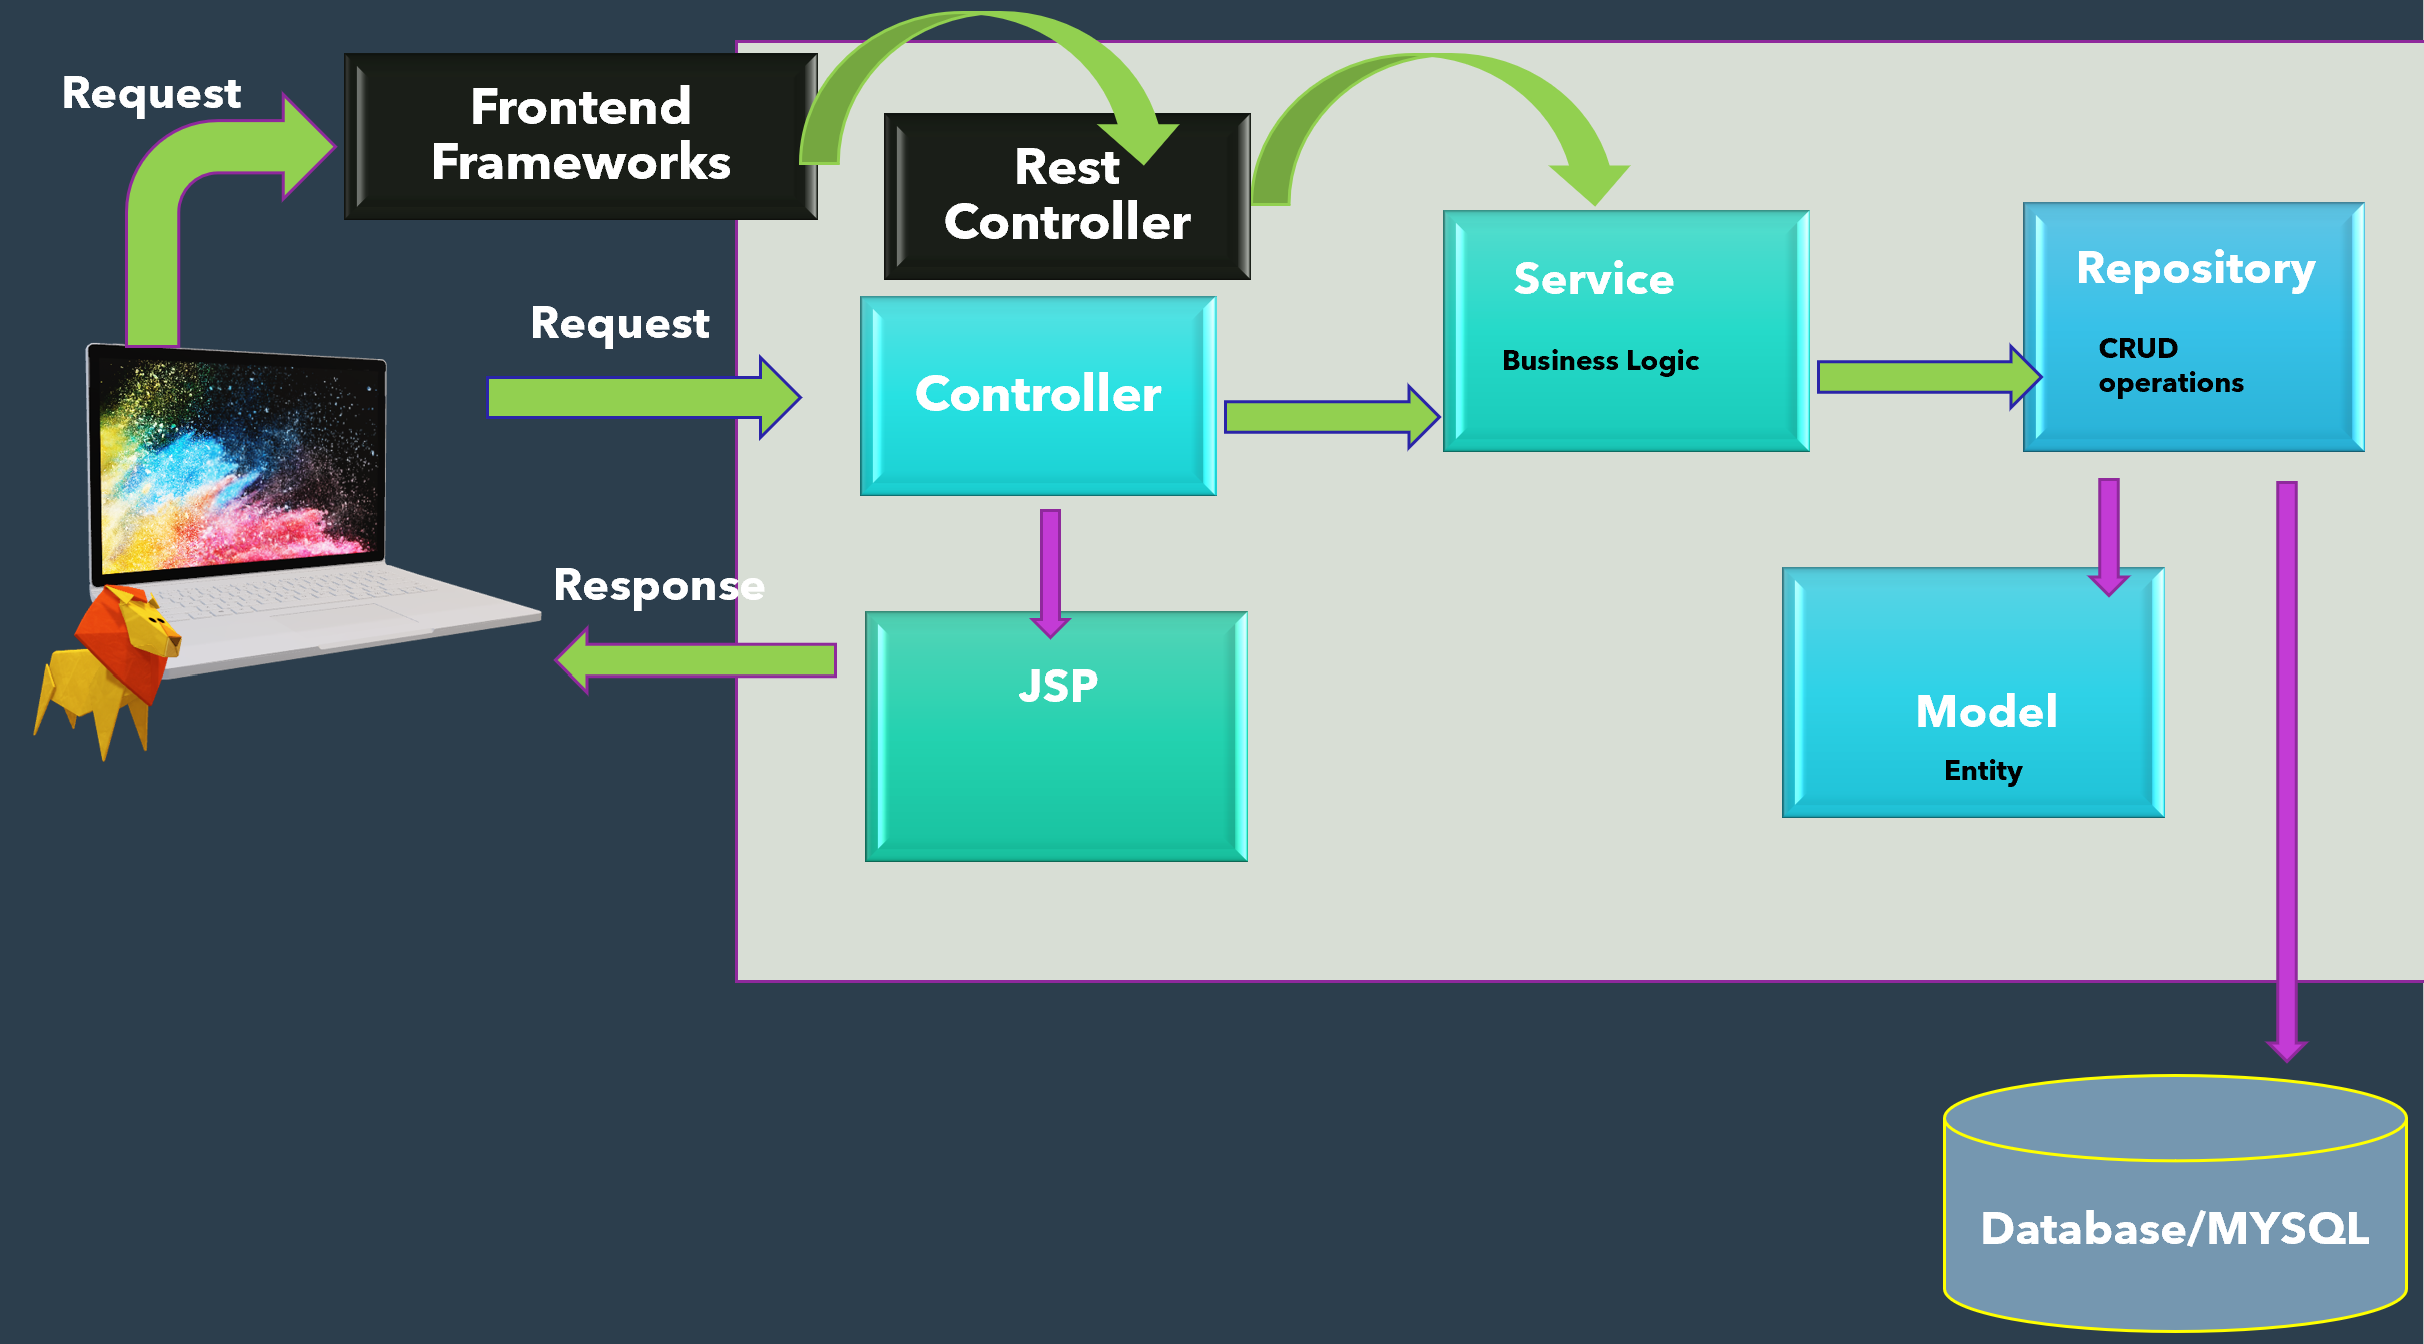 Request
Frontend
Frameworks
Rest
Controller
Request
Controller
Service
Business Logic
Repository
CRUD
operations
Response
JSP
Model
Entity
Database/MYSQL